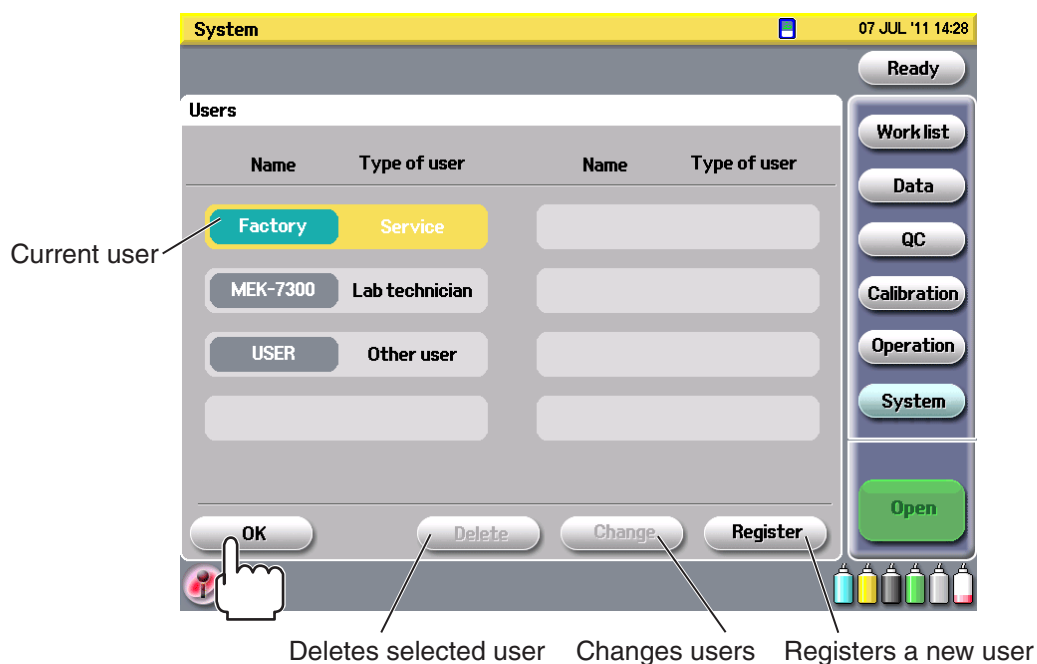 System 07 JUL '11 14:28
Ready
Users
Work list
Name Type of user Name Type of user
Data
Factory Service
Current user
QC
MEK-7300 Lab technician
Calibration
USER Other user
Operation
System
Open
OK Delete Change Register
Deletes selected user Changes users Registers a new user